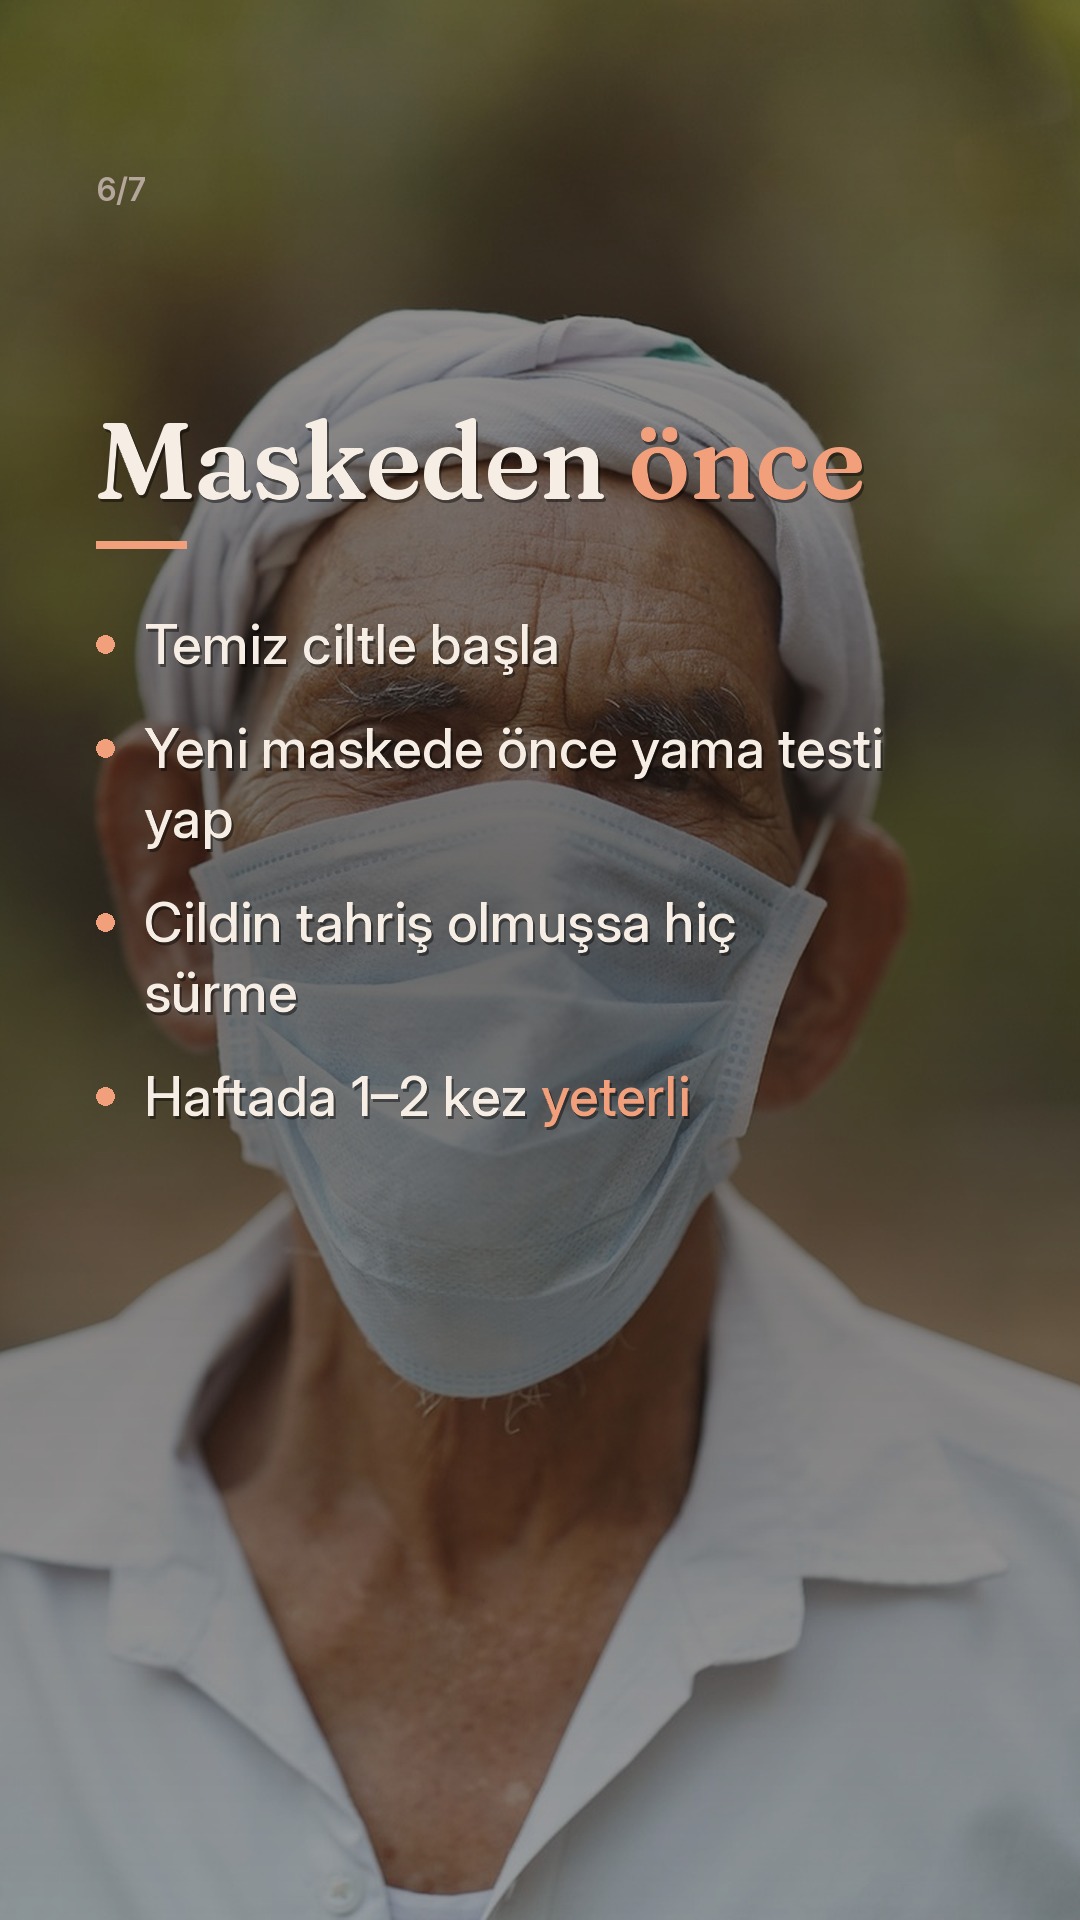 6/7
Maskeden önce
Temiz ciltle başla
Yeni maskede önce yama testi
yap
Cildin tahriş olmuşsa hiç
sürme
Haftada 1–2 kez yeterli